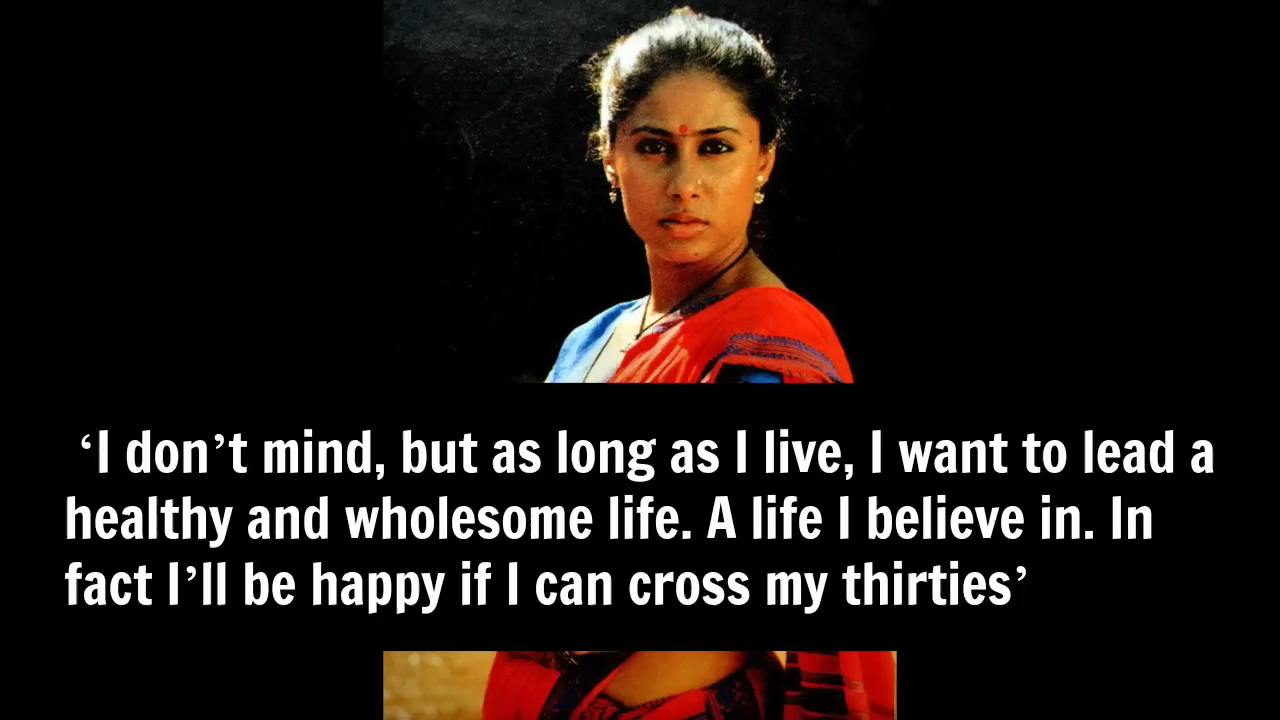 ‘I don’t mind, but as long as I live, I want to lead a
healthy and wholesome life. A life I believe in. In
fact I’ll be happy if I can cross my thirties’